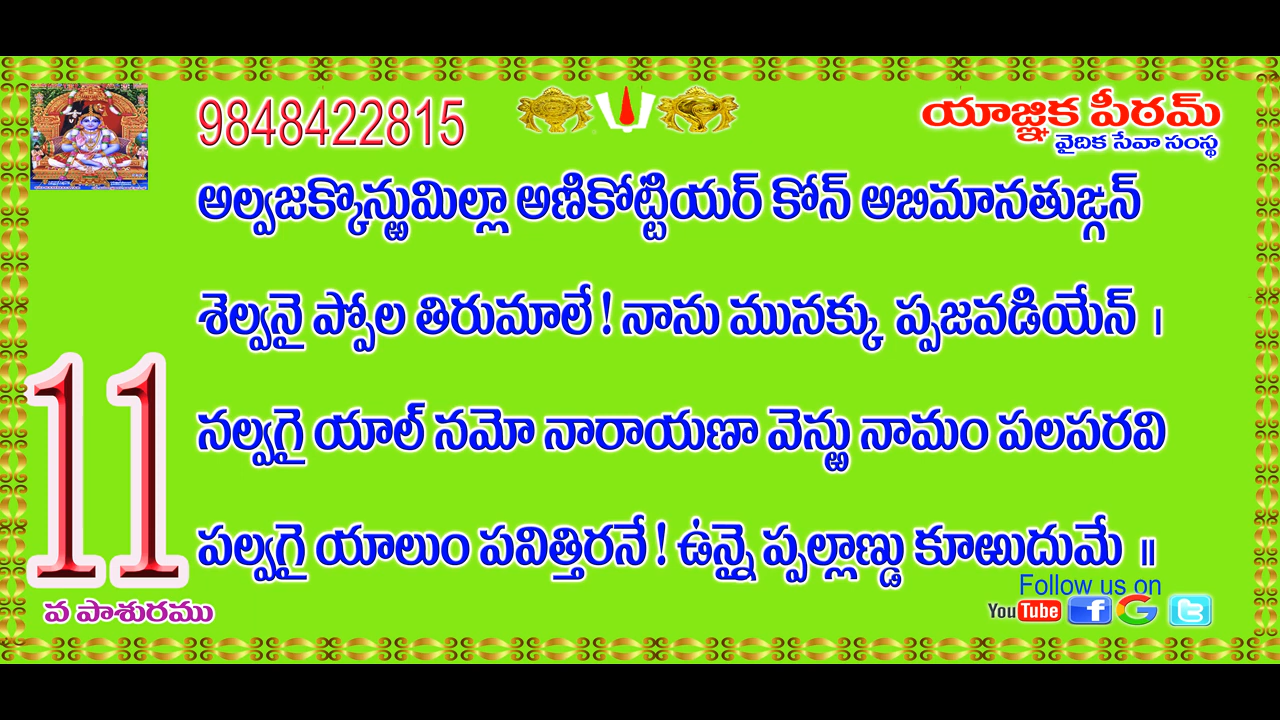 9848422815
యాజ్ఞిక పీఠమ్
వైదిక సేవా సంస్థ
అల్వజక్కొన్ఱుమిల్లా అణికోట్టియర్ కోన్ అబిమానతుఙ్గన్
శెల్వనై ప్పోల తిరుమాలే ! నాను మునక్కు ప్పజవడియేన్ ।
నల్వగై యాల్ నమో నారాయణా వెన్ఱు నామం పలపరవి
పల్వగై యాలుం పవిత్తిరనే ! ఉన్నై ప్పల్లాణ్డు కూఱుదుమే ॥
11
వ పాశురము
Follow us on
YouTube f G t